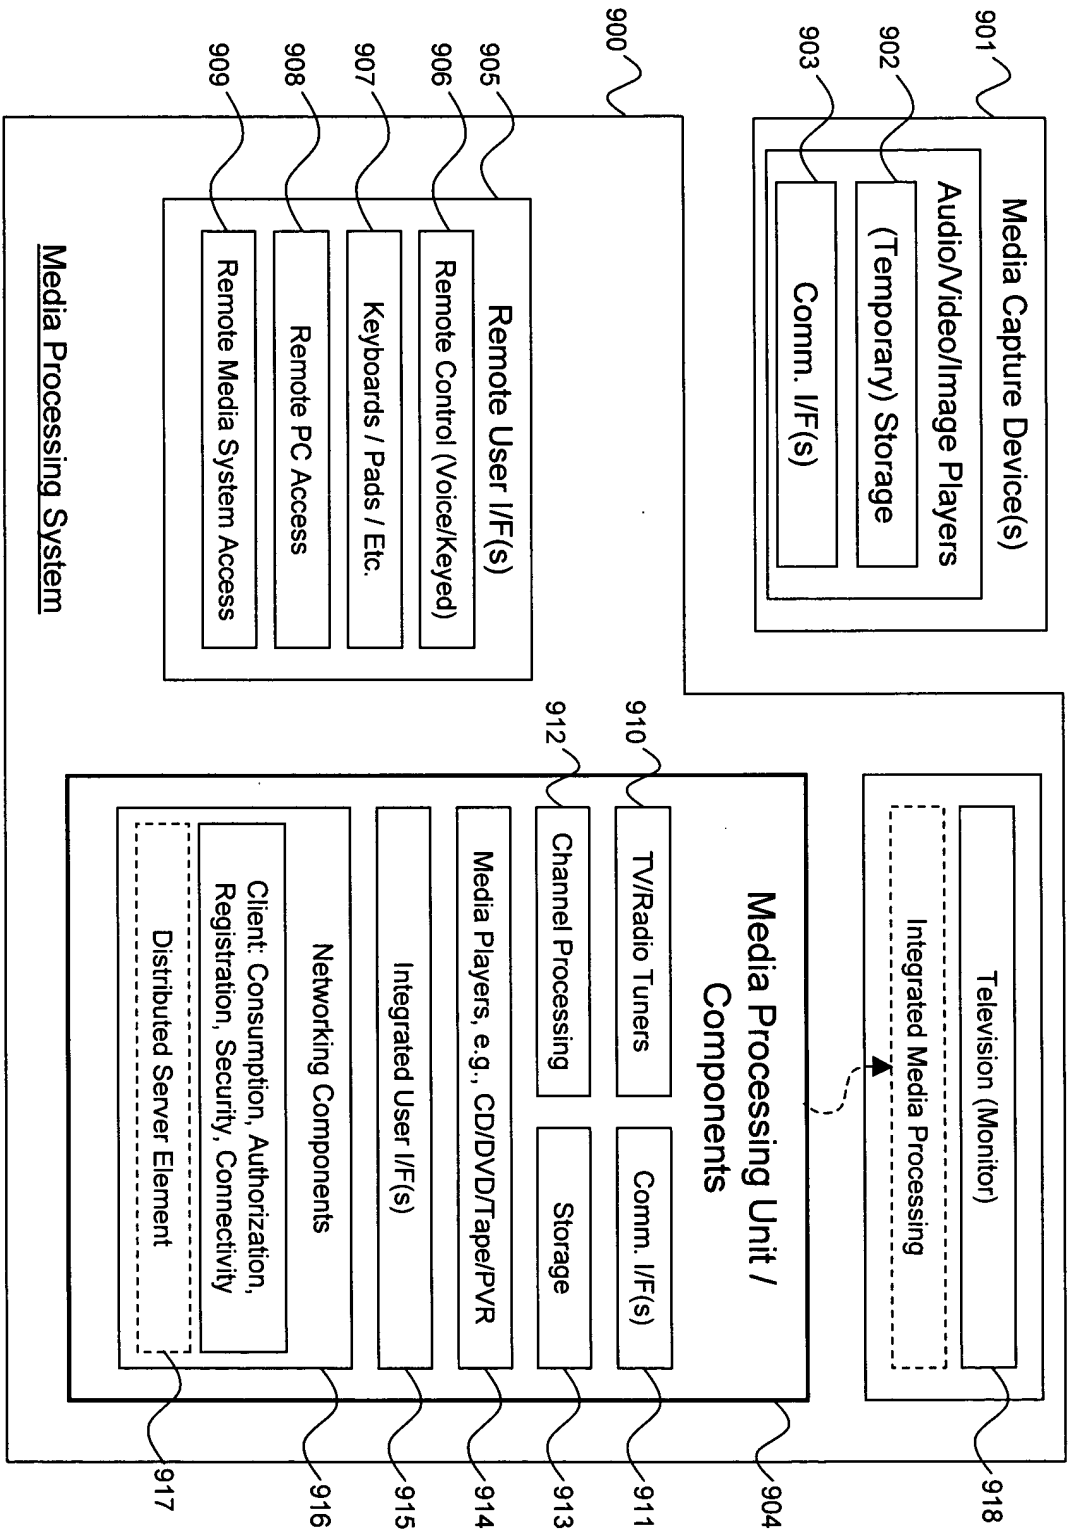 901
Media Capture Device(s)
Audio/Video/Image Players
902
(Temporary) Storage
903
Comm. I/F(s)
900
905
Remote User I/F(s)
906
Remote Control (Voice/Keyed)
907
Keyboards / Pads / Etc.
908
Remote PC Access
909
Remote Media System Access
Media Processing System
Television (Monitor)
918
Integrated Media Processing
Media Processing Unit /
Components
904
910
TV/Radio Tuners
Comm. I/F(s)
911
912
Channel Processing
Storage
913
Media Players, e.g., CD/DVD/Tape/PVR
914
Integrated User I/F(s)
915
Networking Components
916
Client: Consumption, Authorization,
Registration, Security, Connectivity
Distributed Server Element
917